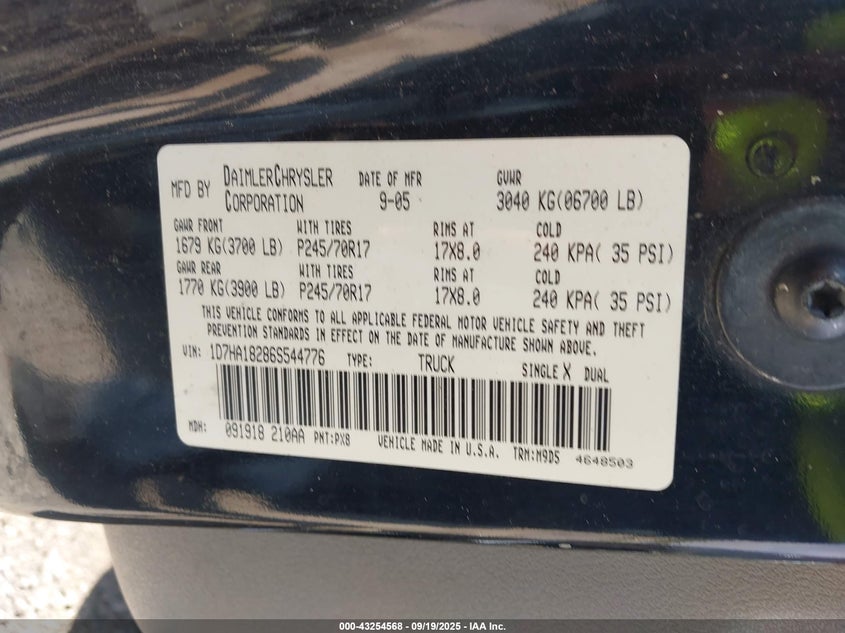 MFD BY DAIMLERCHRYSLER CORPORATION DATE OF MFR 9-05 GVWR 3040 KG(06700 LB)
GAWR FRONT WITH TIRES RIMS AT COLD
1679 KG(3700 LB) P245/70R17 17X8.0 240 KPA( 35 PSI)
GAWR REAR WITH TIRES RIMS AT COLD
1770 KG(3900 LB) P245/70R17 17X8.0 240 KPA( 35 PSI)
THIS VEHICLE CONFORMS TO ALL APPLICABLE FEDERAL MOTOR VEHICLE SAFETY AND THEFT
PREVENTION STANDARDS IN EFFECT ON THE DATE OF MANUFACTURE SHOWN ABOVE.
VIN: 1D7HA18286S544776 TYPE: TRUCK SINGLE X DUAL
MDH: 091918 210AA PNT:PX8 VEHICLE MADE IN U.S.A. TRM:M9D5 4648503
000-43254568 | 09/19/2025 | IAA Inc.